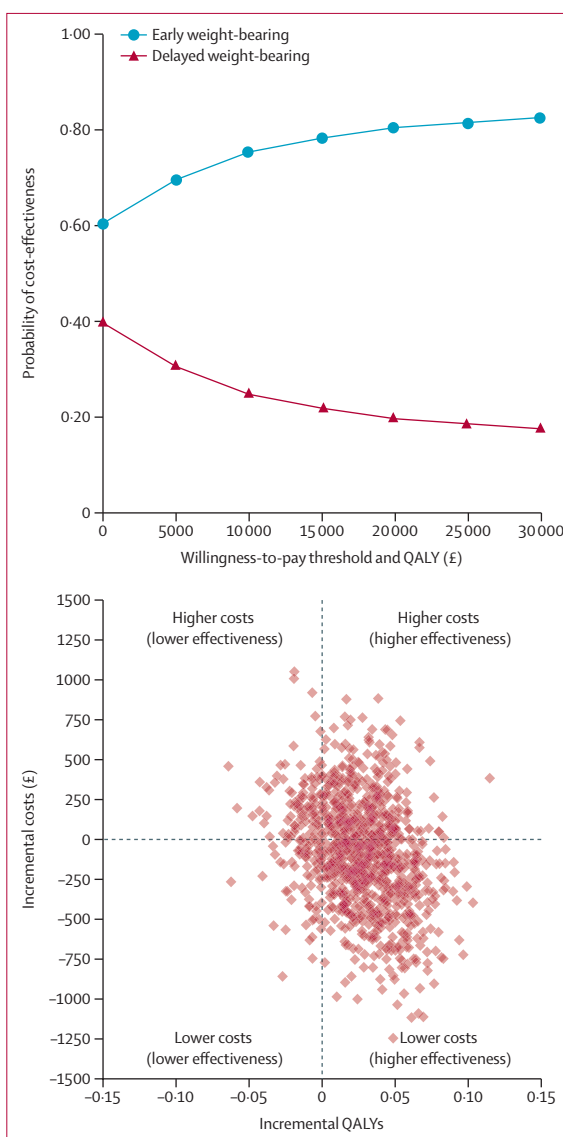 1·00
Early weight-bearing
Delayed weight-bearing
0·80
0·60
0·40
0·20
0
Probability of cost-effectiveness
0 5000 10 000 15 000 20 000 25 000 30 000
Willingness-to-pay threshold and QALY (£)
1500
1250
1000
750
500
250
0
–250
–500
–750
–1000
–1250
–1500
Incremental costs (£)
Higher costs
(lower effectiveness)
Higher costs
(higher effectiveness)
Lower costs
(lower effectiveness)
Lower costs
(higher effectiveness)
–0·15 –0·10 –0·05 0 0·05 0·10 0·15
Incremental QALYs